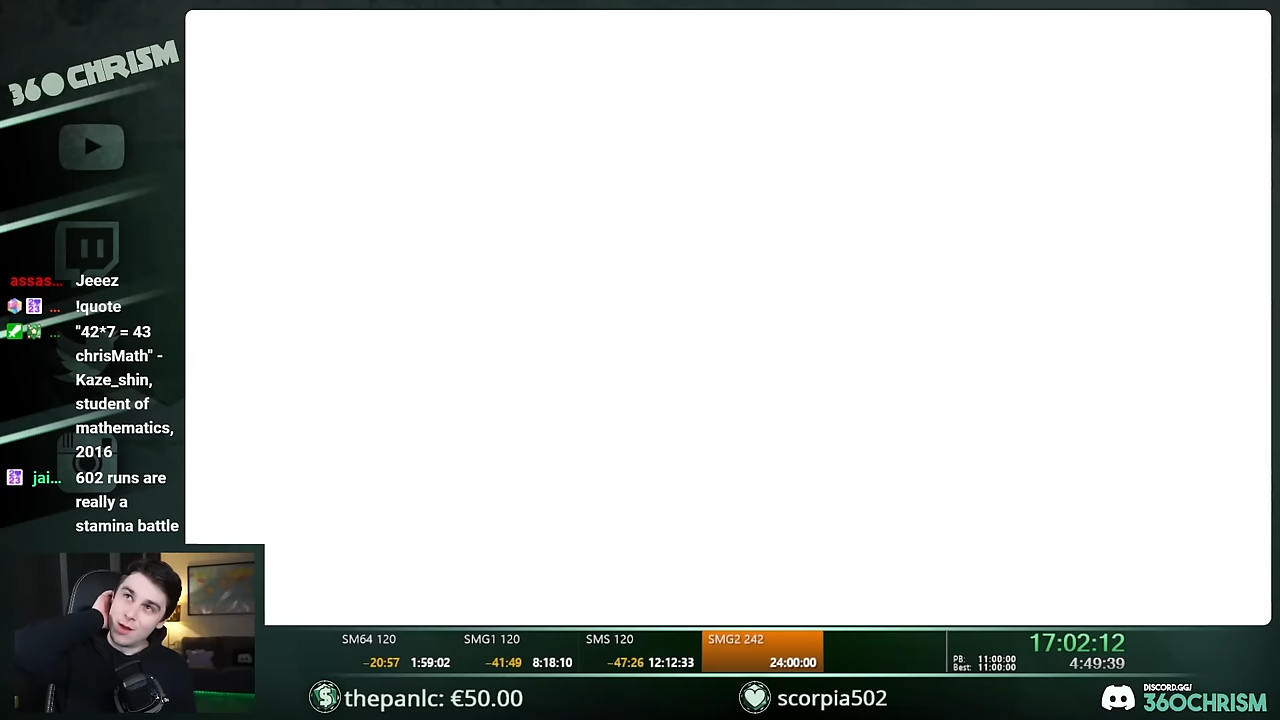 360 CHRISM
assas... Jeeez
... !quote
... "42*7 = 43
chrisMath" -
Kaze_shin,
student of
mathematics,
2016
jai... 602 runs are
really a
stamina battle
SM64 120
−20:57 1:59:02
SMG1 120
−41:49 8:18:10
SMS 120
−47:26 12:12:33
SMG2 242
24:00:00
PB: 11:00:00
Best: 11:00:00
17:02:12
4:49:39
thepanlc: €50.00
scorpia502
DISCORD.GG/
360CHRISM